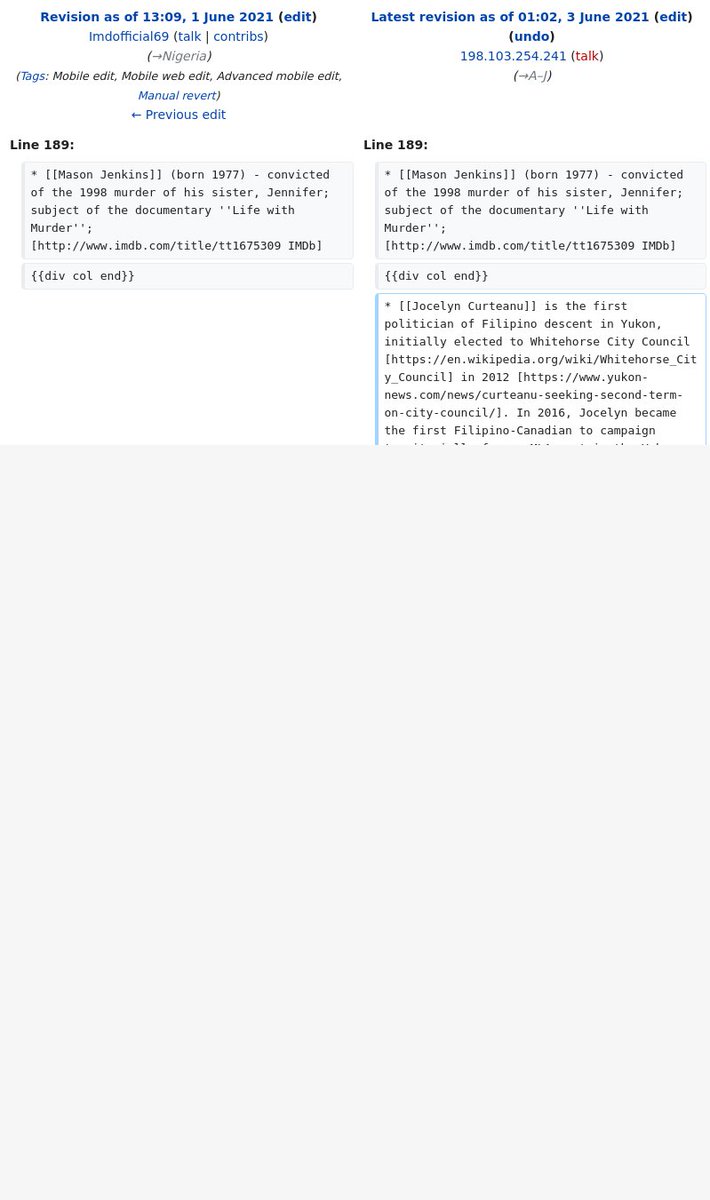 Revision as of 13:09, 1 June 2021 (edit)
Imdofficial69 (talk | contribs)
(→Nigeria)
(Tags: Mobile edit, Mobile web edit, Advanced mobile edit,
Manual revert)
← Previous edit
Latest revision as of 01:02, 3 June 2021 (edit)
(undo)
198.103.254.241 (talk)
(→A–J)
Line 189:
* [[Mason Jenkins]] (born 1977) - convicted
of the 1998 murder of his sister, Jennifer;
subject of the documentary ''Life with
Murder'';
[http://www.imdb.com/title/tt1675309 IMDb]
{{div col end}}
Line 189:
* [[Mason Jenkins]] (born 1977) - convicted
of the 1998 murder of his sister, Jennifer;
subject of the documentary ''Life with
Murder'';
[http://www.imdb.com/title/tt1675309 IMDb]
{{div col end}}
* [[Jocelyn Curteanu]] is the first
politician of Filipino descent in Yukon,
initially elected to Whitehorse City Council
[https://en.wikipedia.org/wiki/Whitehorse_Cit
y_Council] in 2012 [https://www.yukon-
news.com/news/curteanu-seeking-second-term-
on-city-council/]. In 2016, Jocelyn became
the first Filipino-Canadian to campaign